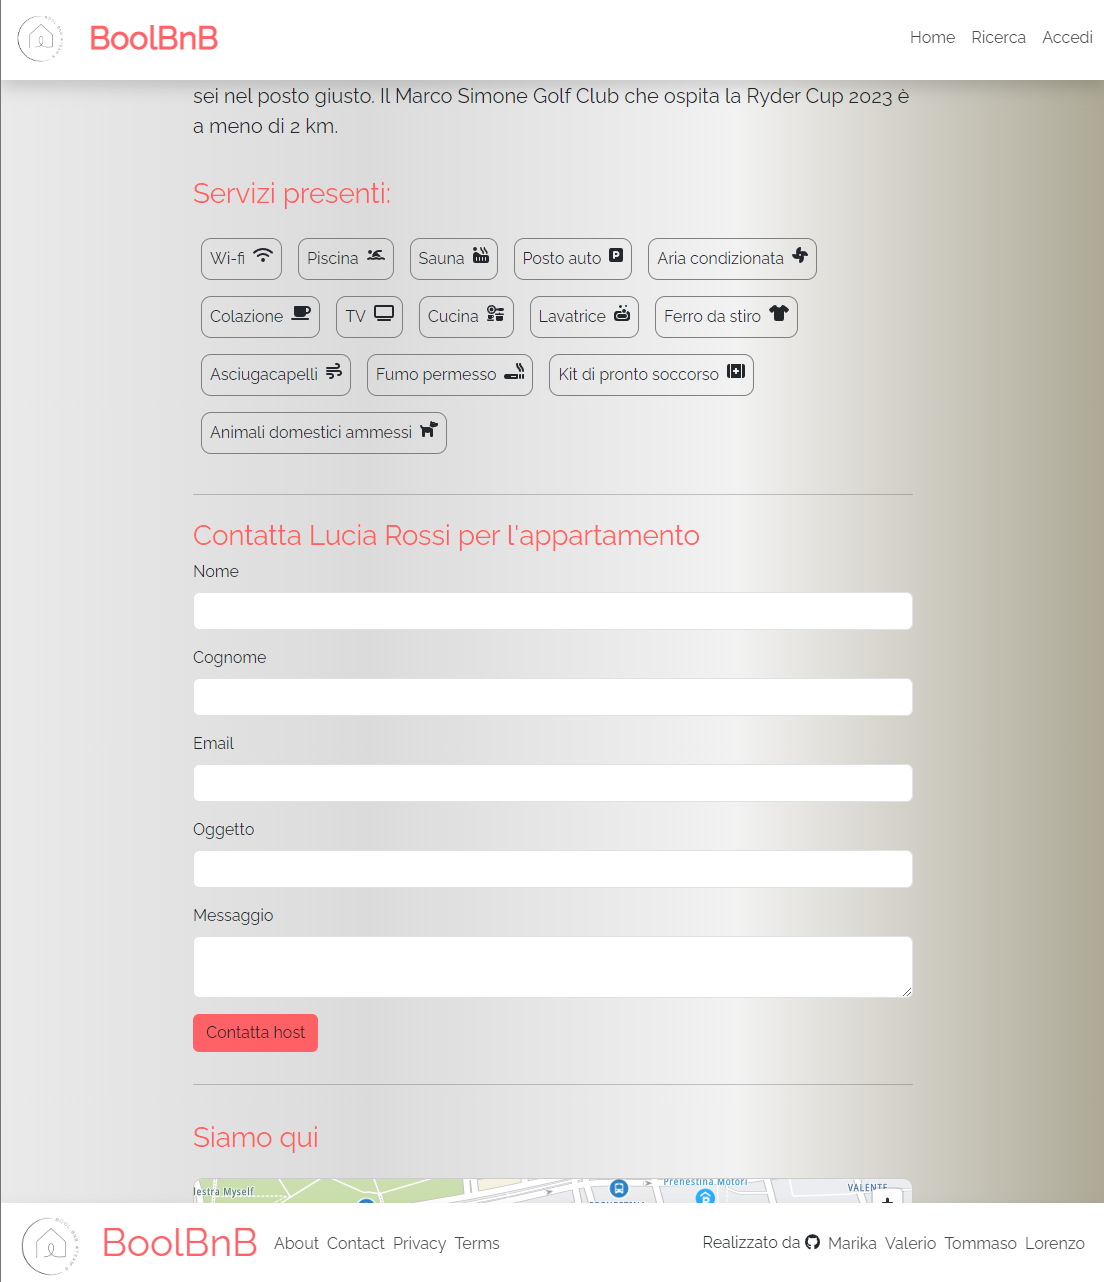 BoolBnB
Home Ricerca Accedi
sei nel posto giusto. Il Marco Simone Golf Club che ospita la Ryder Cup 2023 è
a meno di 2 km.
Servizi presenti:
Wi-fi Piscina Sauna Posto auto Aria condizionata
Colazione TV Cucina Lavatrice Ferro da stiro
Asciugacapelli Fumo permesso Kit di pronto soccorso
Animali domestici ammessi
Contatta Lucia Rossi per l'appartamento
Nome
Cognome
Email
Oggetto
Messaggio
Contatta host
Siamo qui
lestra Myself
Prenestina Motori
VALENTE
BoolBnB
About Contact Privacy Terms
Realizzato da Marika Valerio Tommaso Lorenzo